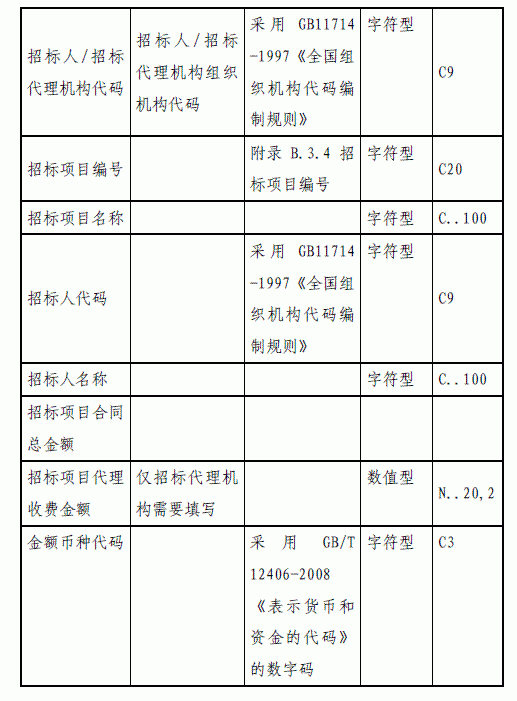 招标人/招标
代理机构代码
招标人/招标
代理机构组织
机构代码
采用 GB11714
-1997《全国组
织机构代码编
制规则》
字符型
C9
招标项目编号
附录 B.3.4 招
标项目编号
字符型
C20
招标项目名称
字符型
C..100
招标人代码
采用 GB11714
-1997《全国组
织机构代码编
制规则》
字符型
C9
招标人名称
字符型
C..100
招标项目合同
总金额
招标项目代理
收费金额
仅招标代理机
构需要填写
数值型
N..20,2
金额币种代码
采用 GB/T
12406-2008
《表示货币和
资金的代码》
的数字码
字符型
C3